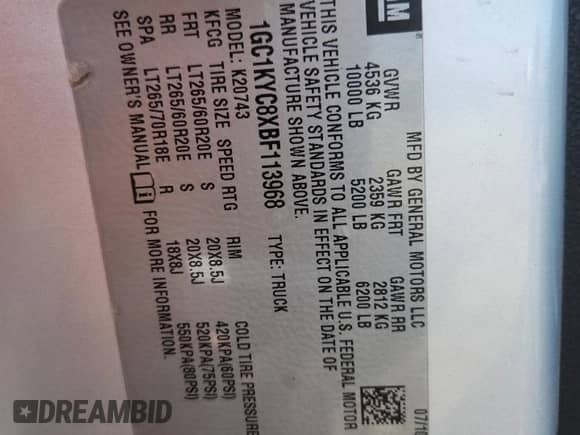 GM
MFD BY GENERAL MOTORS LLC
07/10
GVWR GAWR FRT GAWR RR
4536 KG 2359 KG 2812 KG
10000 LB 5200 LB 6200 LB
THIS VEHICLE CONFORMS TO ALL APPLICABLE U.S. FEDERAL MOTOR
VEHICLE SAFETY STANDARDS IN EFFECT ON THE DATE OF
MANUFACTURE SHOWN ABOVE.
1GC1KYC8XBF113968 TYPE: TRUCK
MODEL: K20743
KFCG TIRE SIZE SPEED RTG RIM COLD TIRE PRESSURE
FRT LT265/60R20E S 20X8.5J 420KPA(60PSI)
RR LT265/60R20E S 20X8.5J 520KPA(75PSI)
SPA LT265/70R18E R 18X8J 550KPA(80PSI)
SEE OWNER'S MANUAL FOR MORE INFORMATION.
DREAMBID